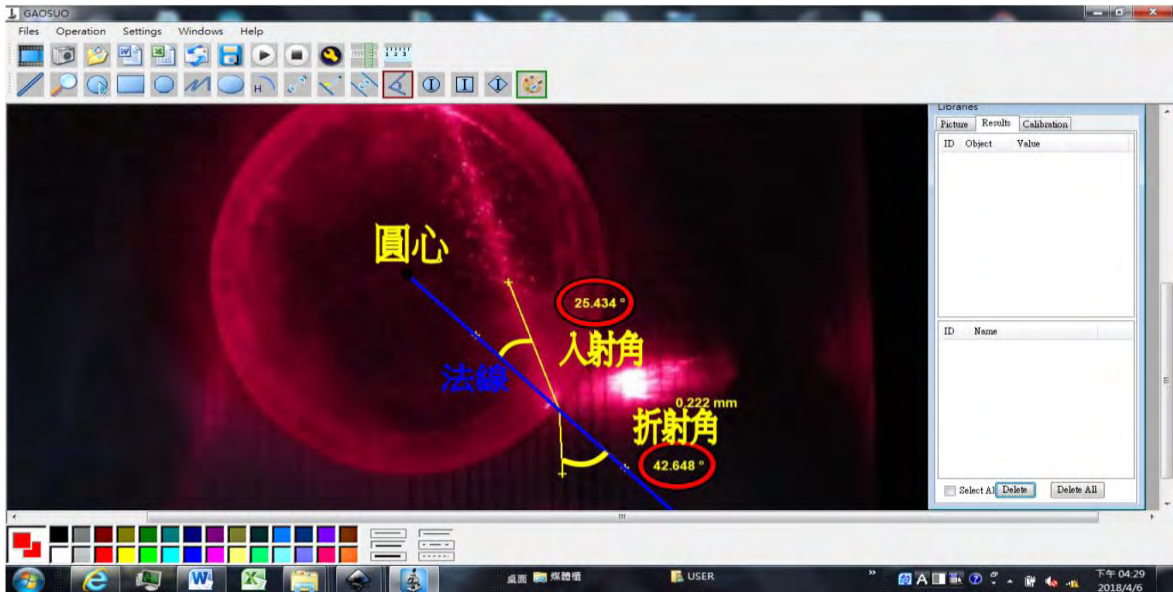 GAOSUO
Files Operation Settings Windows Help
H
Libraries
Picture Results Calibration
ID Object Value
圓心
25.434 °
入射角
法線
0.222 mm
折射角
42.648 °
ID Name
Select Al Delete Delete All
桌面 媒體櫃 USER
A
下午 04:29
2018/4/6